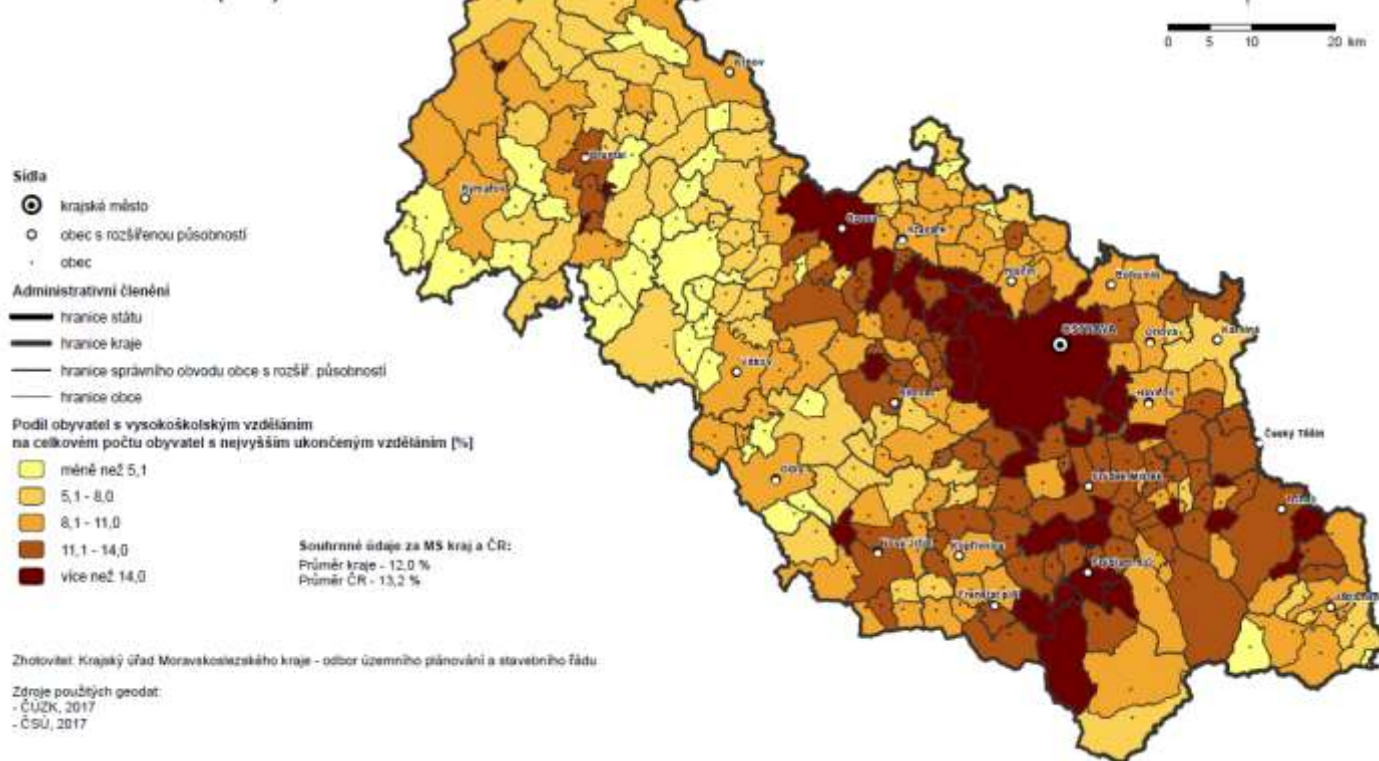 0 5 10 20 km
Sídla
krajské město
obec s rozšířenou působností
obec
Administrativní členění
hranice státu
hranice kraje
hranice správního obvodu obce s rozšíř. působností
hranice obce
Podíl obyvatel s vysokoškolským vzděláním
na celkovém počtu obyvatel s nejvyšším ukončeným vzděláním [%]
méně než 5,1
5,1 - 8,0
8,1 - 11,0
11,1 - 14,0
více než 14,0
Souhrnné údaje za MS kraj a ČR:
Průměr kraje - 12,0 %
Průměr ČR - 13,2 %
Krnov
Bruntál
Rýmařov
Opava
Kravaře
Hlučín
Bohumín
OSTRAVA
Orlová
Karviná
Havířov
Vítkov
Bílovec
Český Těšín
Odry
Frýdek-Místek
Třinec
Nový Jičín
Kopřivnice
Zhotovitel: Krajský úřad Moravskoslezského kraje - odbor územního plánování a stavebního řádu
Zdroje použitých geodat:
- ČÚZK, 2017
- ČSÚ, 2017